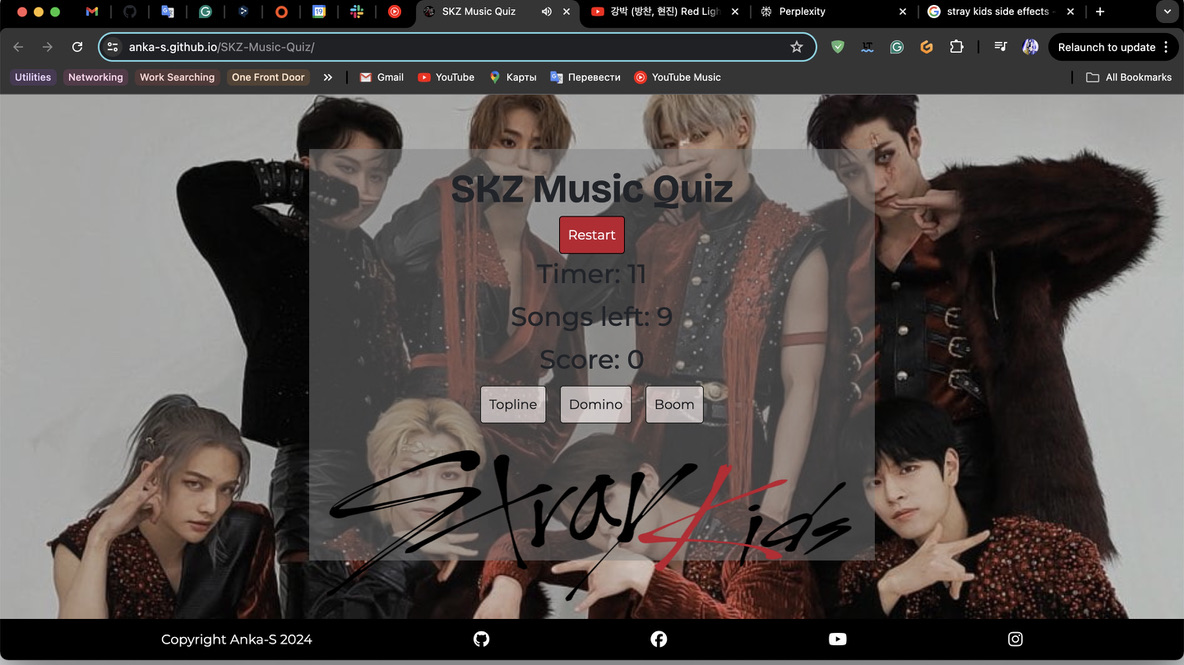 SKZ Music Quiz
강박 (방찬, 현진) Red Ligh
Perplexity
stray kids side effects -
anka-s.github.io/SKZ-Music-Quiz/
Relaunch to update
Utilities
Networking
Work Searching
One Front Door
Gmail
YouTube
Карты
Перевести
YouTube Music
All Bookmarks
SKZ Music Quiz
Restart
Timer: 11
Songs left: 9
Score: 0
Topline
Domino
Boom
Stray Kids
Copyright Anka-S 2024